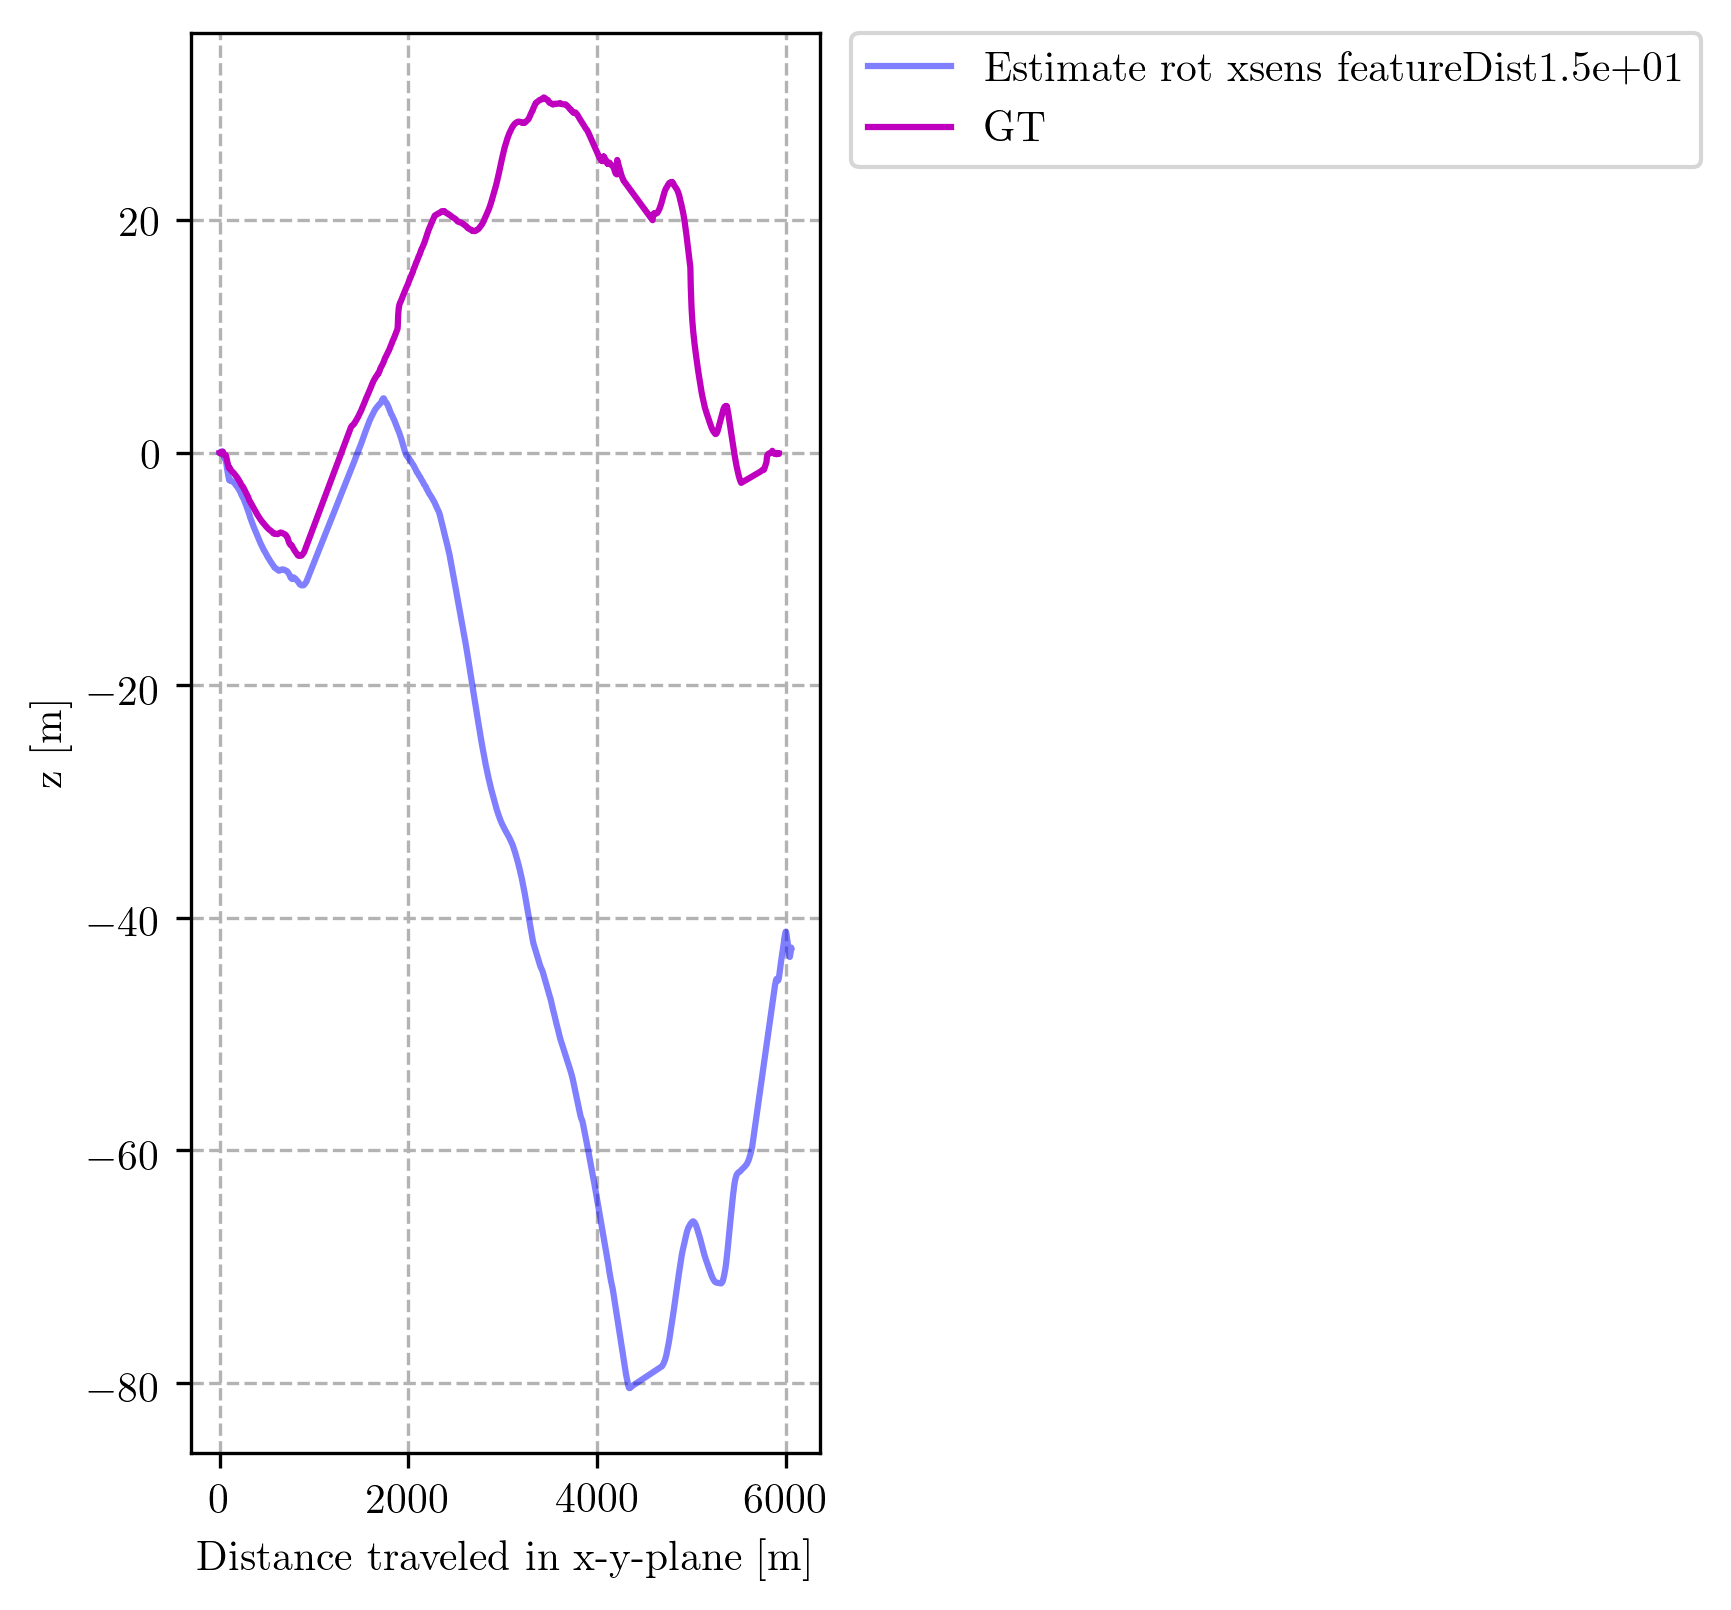 Estimate rot xsens featureDist1.5e+01
GT
20
0
−20
−40
−60
−80
z [m]
0 2000 4000 6000
Distance traveled in x-y-plane [m]